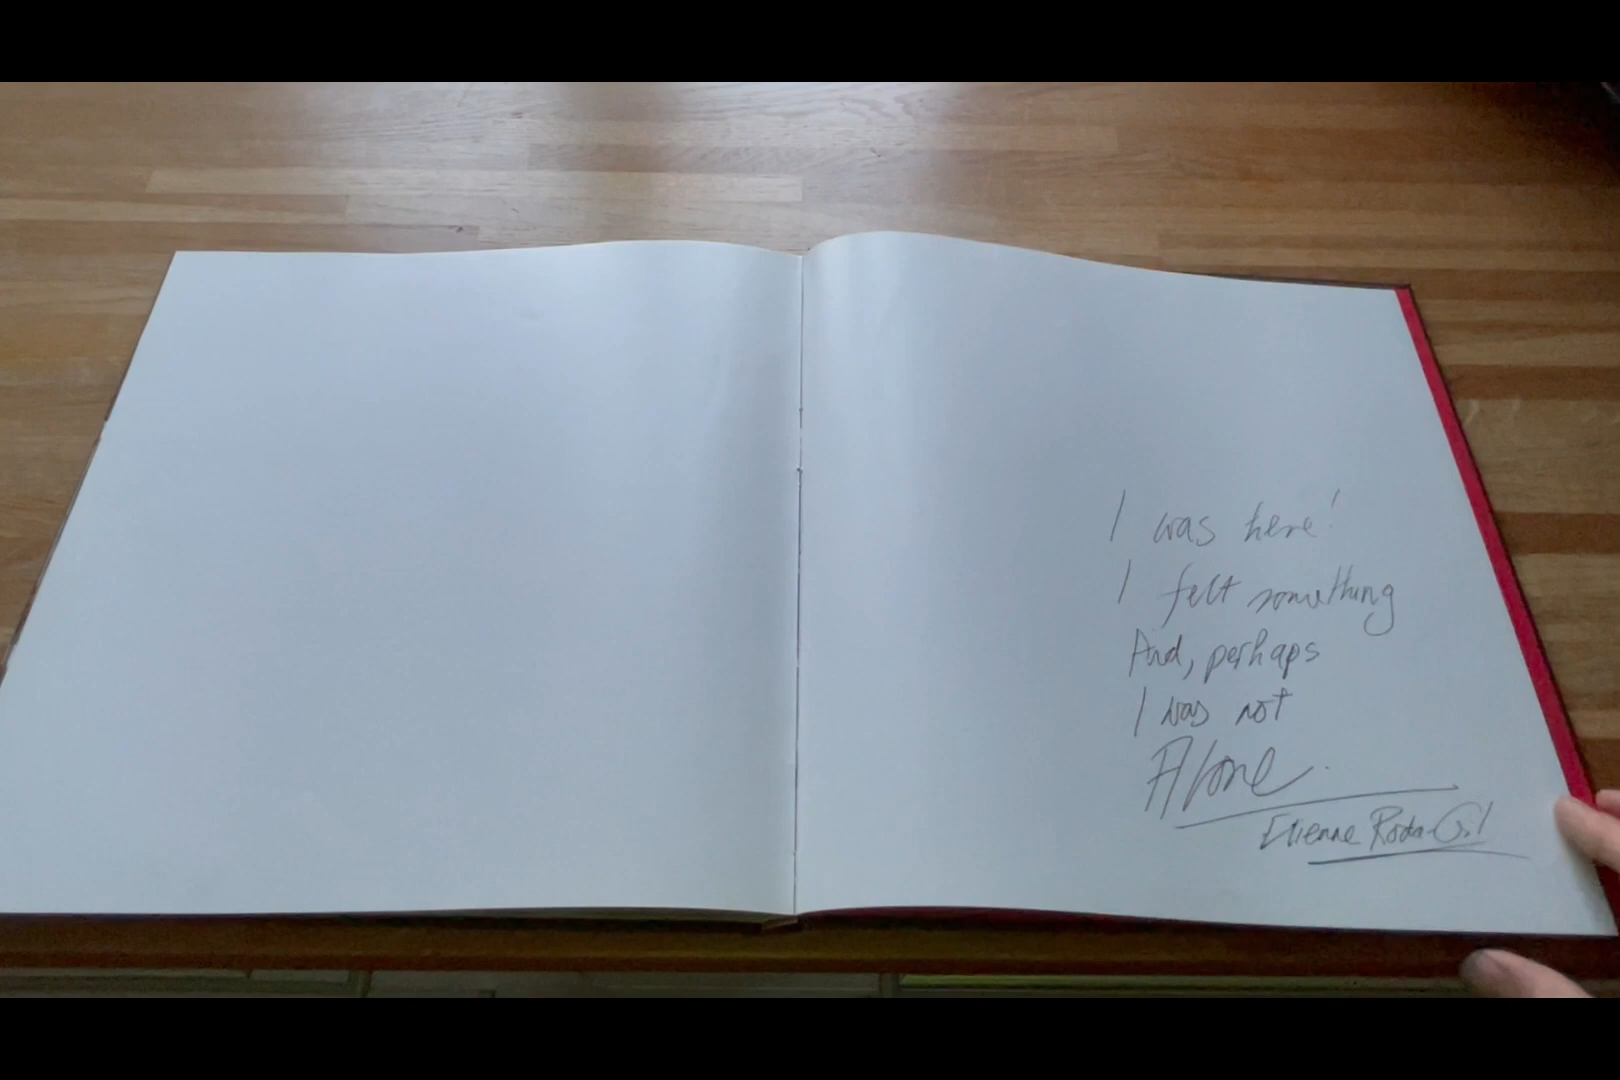 I was here!
I felt something
And, perhaps
I was not
Alone.
Etienne Roda-Gil